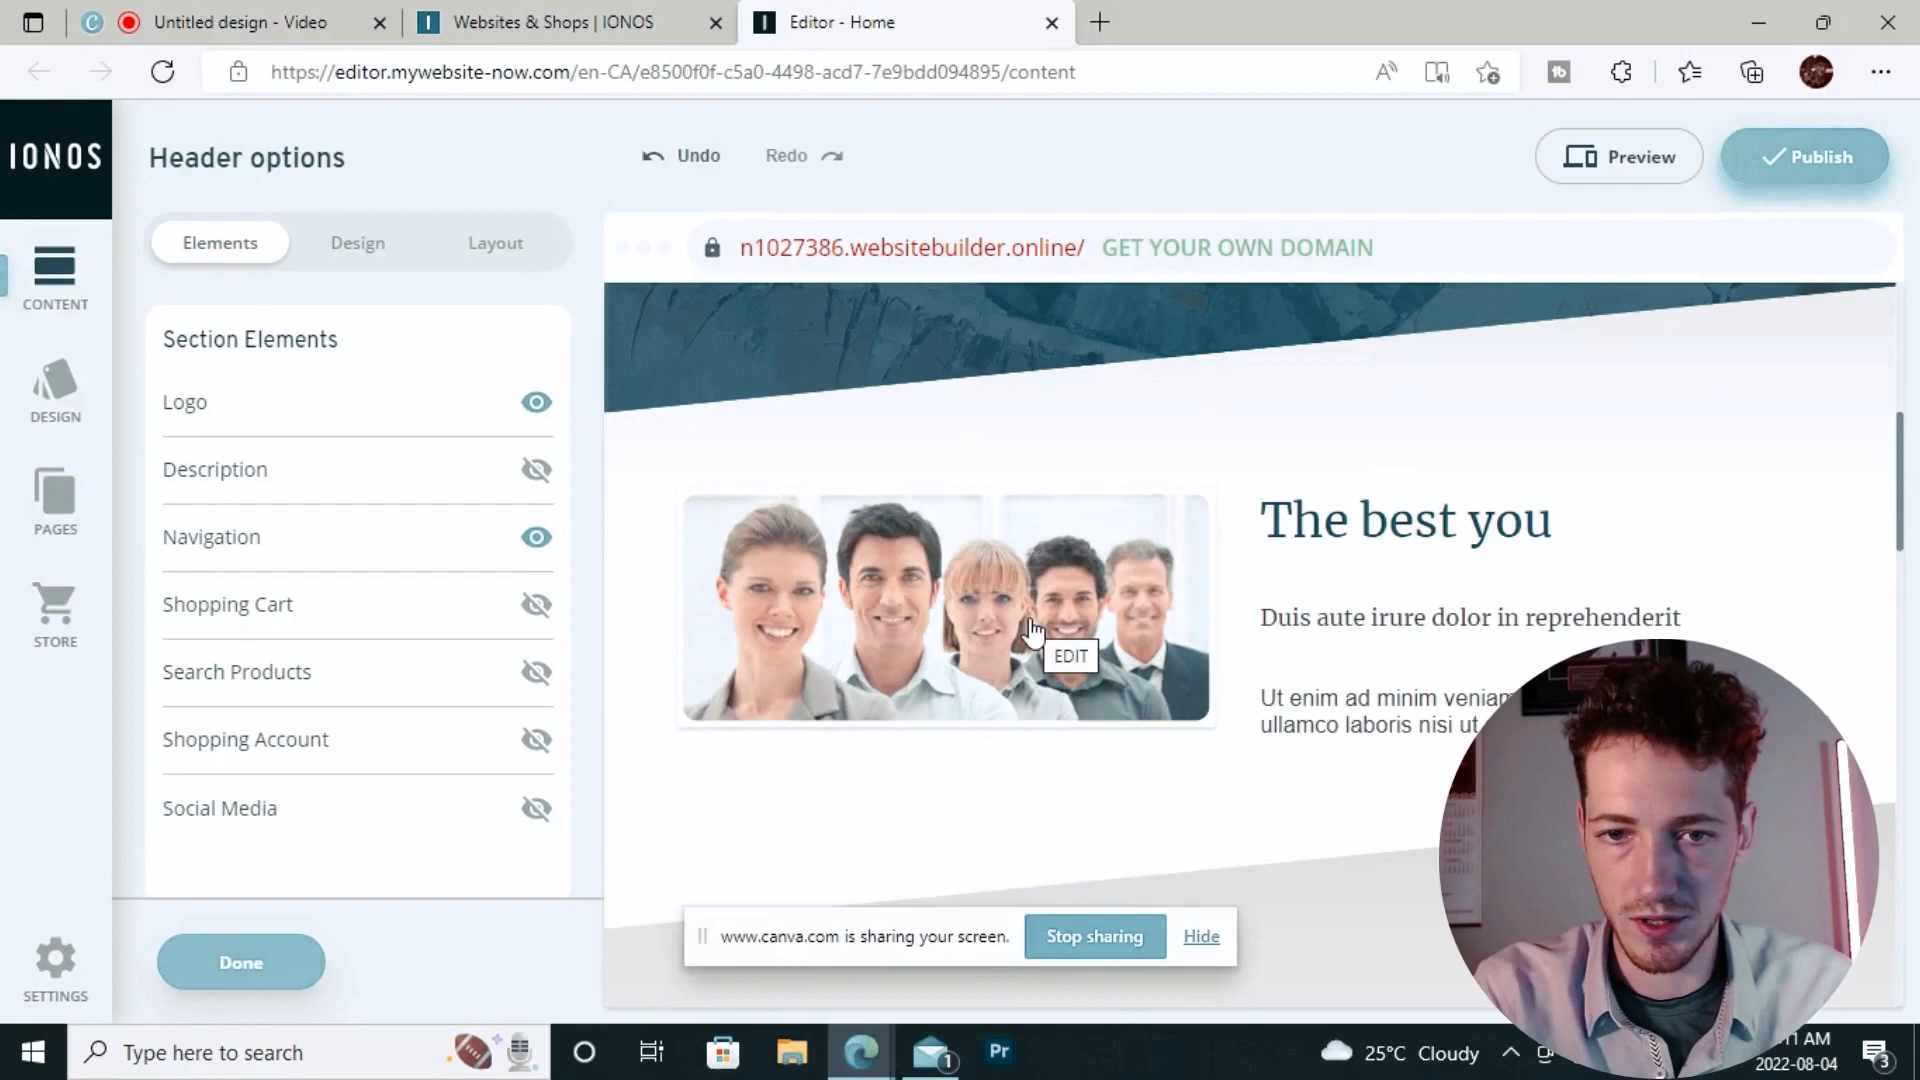 Untitled design - Video
Websites & Shops | IONOS
Editor - Home
https://editor.mywebsite-now.com/en-CA/e8500f0f-c5a0-4498-acd7-7e9bdd094895/content
IONOS
Header options
Undo
Redo
Preview
Publish
Elements
Design
Layout
n1027386.websitebuilder.online/ GET YOUR OWN DOMAIN
CONTENT
DESIGN
PAGES
STORE
SETTINGS
Section Elements
Logo
Description
Navigation
Shopping Cart
Search Products
Shopping Account
Social Media
Done
The best you
Duis aute irure dolor in reprehenderit
Ut enim ad minim veniam
ullamco laboris nisi ut
EDIT
www.canva.com is sharing your screen.
Stop sharing
Hide
Type here to search
1
Pr
25°C Cloudy
11 AM
2022-08-04
3